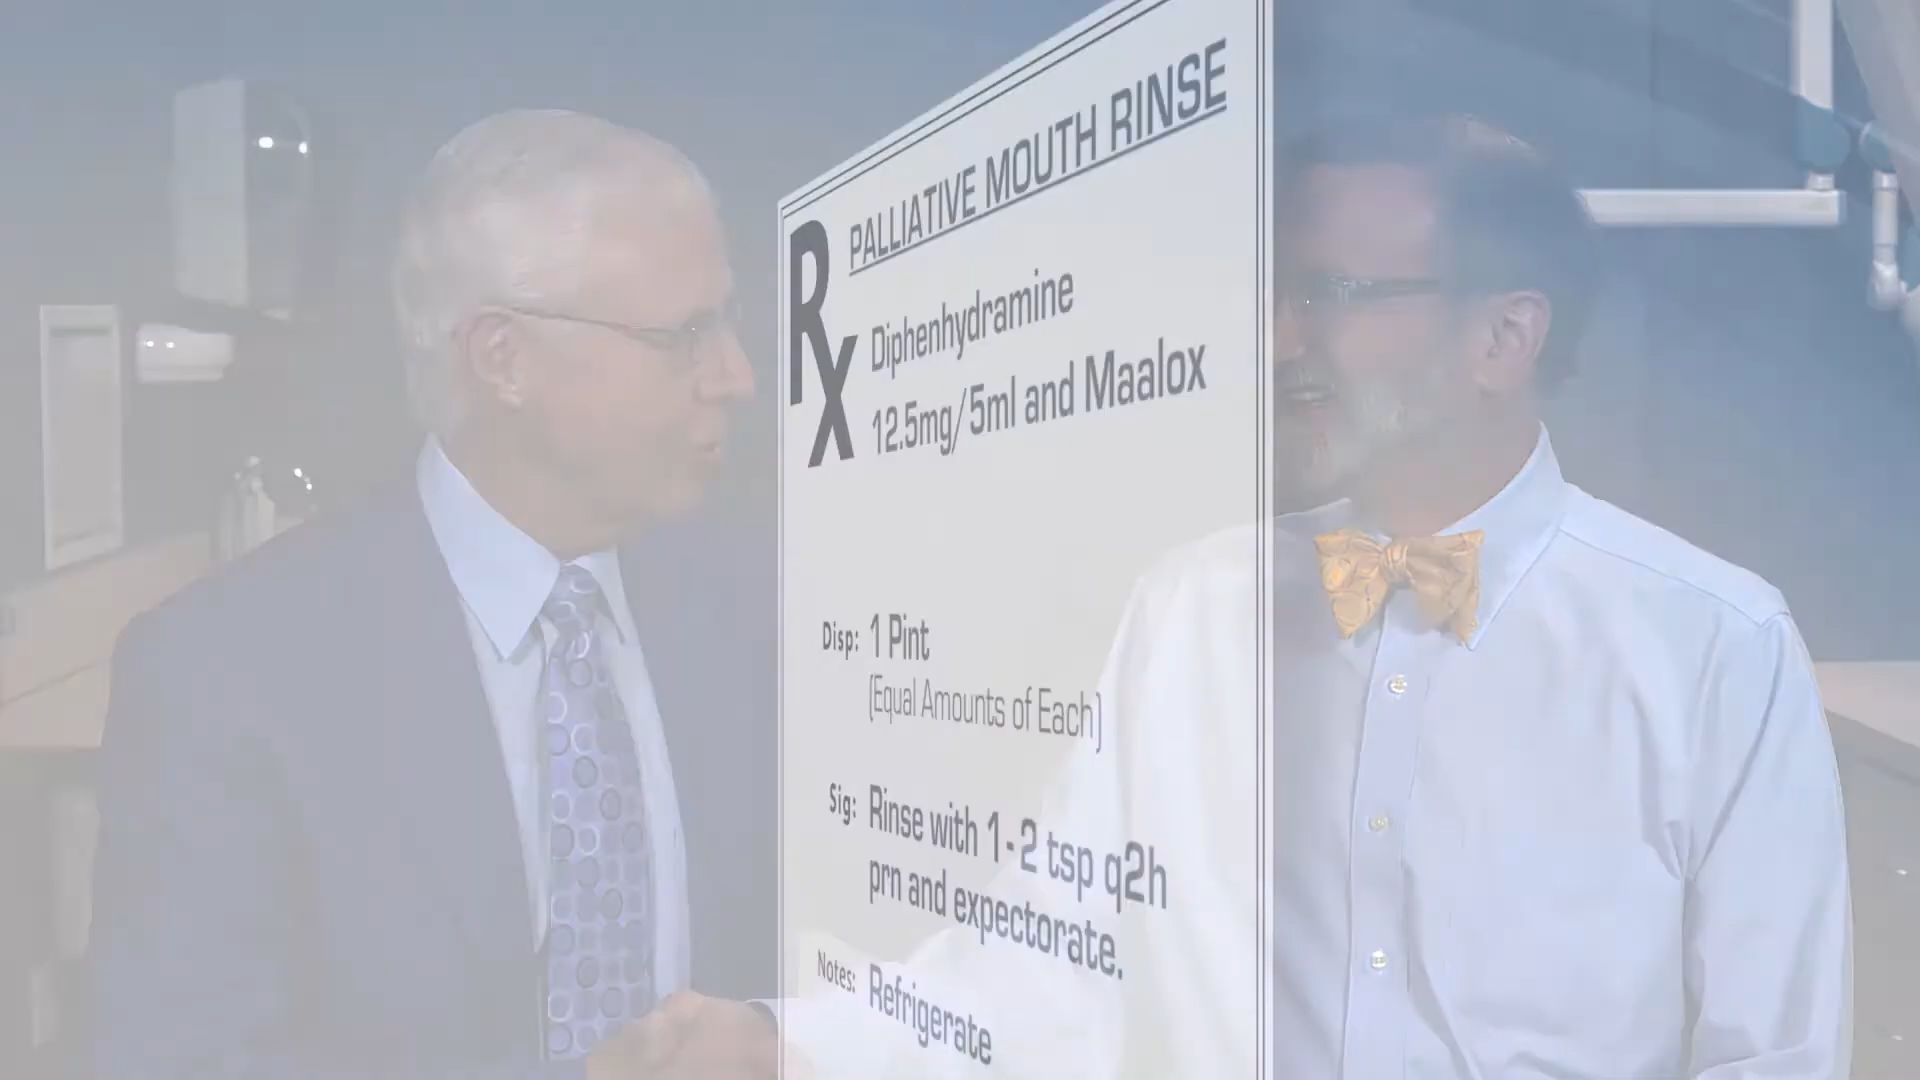 PALLIATIVE MOUTH RINSE
Rx
Diphenhydramine
12.5mg/5ml and Maalox
Disp: 1 Pint
(Equal Amounts of Each)
Sig: Rinse with 1-2 tsp q2h
prn and expectorate.
Notes: Refrigerate